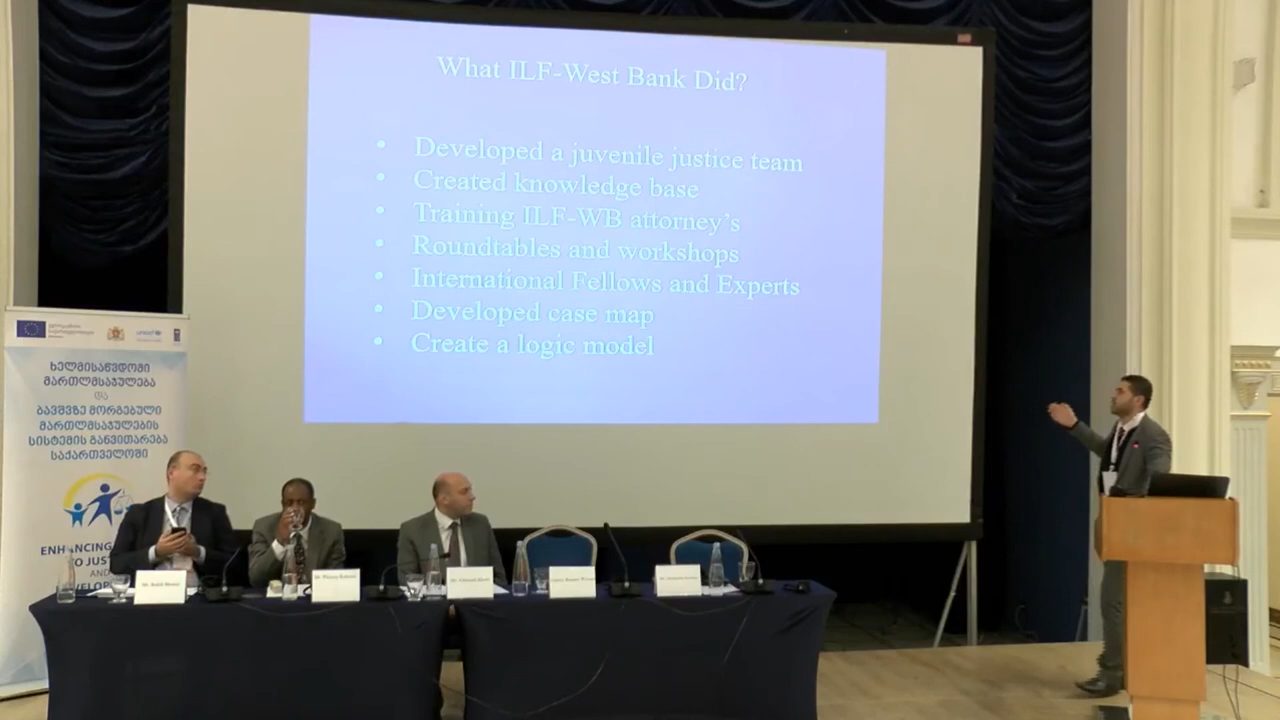 What ILF-West Bank Did?
• Developed a juvenile justice team
• Created knowledge base
• Training ILF-WB attorney's
• Roundtables and workshops
• International Fellows and Experts
• Developed case map
• Create a logic model
unicef
ხელმისაწვდომი
მართლმსაჯულება
და
ბავშვზე მორგებული
მართლმსაჯულების
სისტემის განვითარება
საქართველოში
ENHANCING
TO JUST
AND